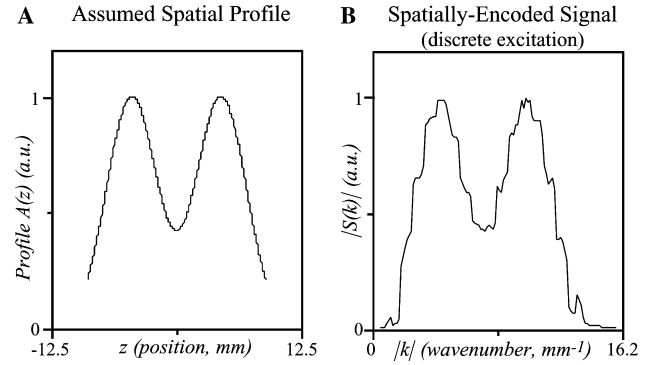 A Assumed Spatial Profile
1
0
Profile A(z) (a.u.)
-12.5 z (position, mm) 12.5
B Spatially-Encoded Signal
(discrete excitation)
1
0
|S(k)| (a.u.)
0 |k| (wavenumber, mm-1) 16.2